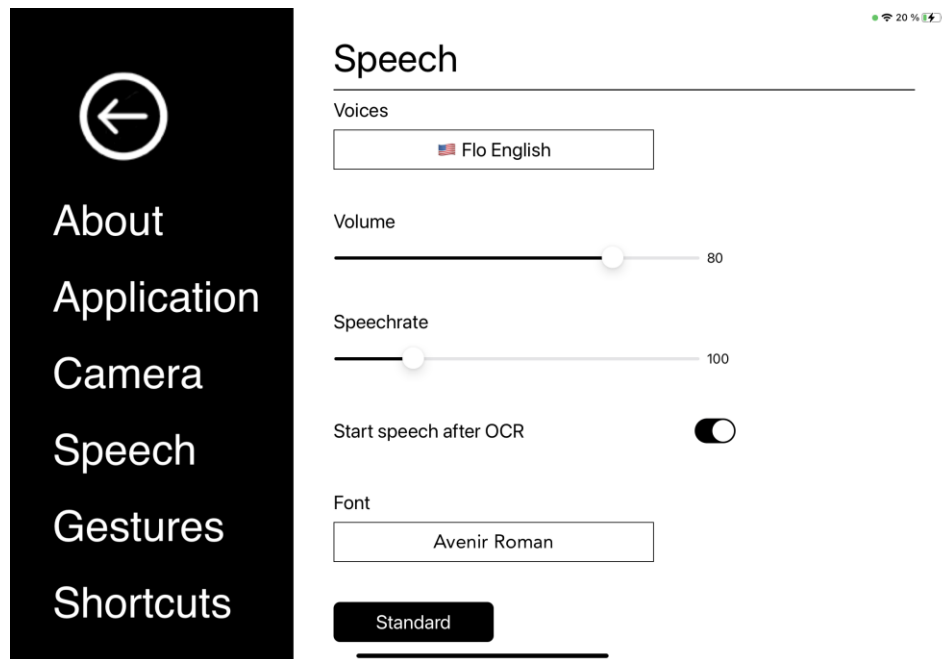 20 %
About
Application
Camera
Speech
Gestures
Shortcuts
Speech
Voices
🇺🇸 Flo English
Volume
80
Speechrate
100
Start speech after OCR
Font
Avenir Roman
Standard